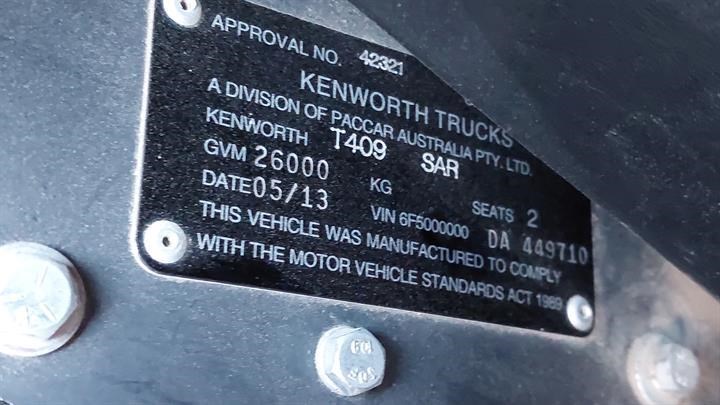 APPROVAL NO. 42321
KENWORTH TRUCKS
A DIVISION OF PACCAR AUSTRALIA PTY. LTD.
KENWORTH T409 SAR
GVM 26000 KG SEATS 2
DATE 05/13 VIN 6F5000000 DA 449710
THIS VEHICLE WAS MANUFACTURED TO COMPLY
WITH THE MOTOR VEHICLE STANDARDS ACT 1989